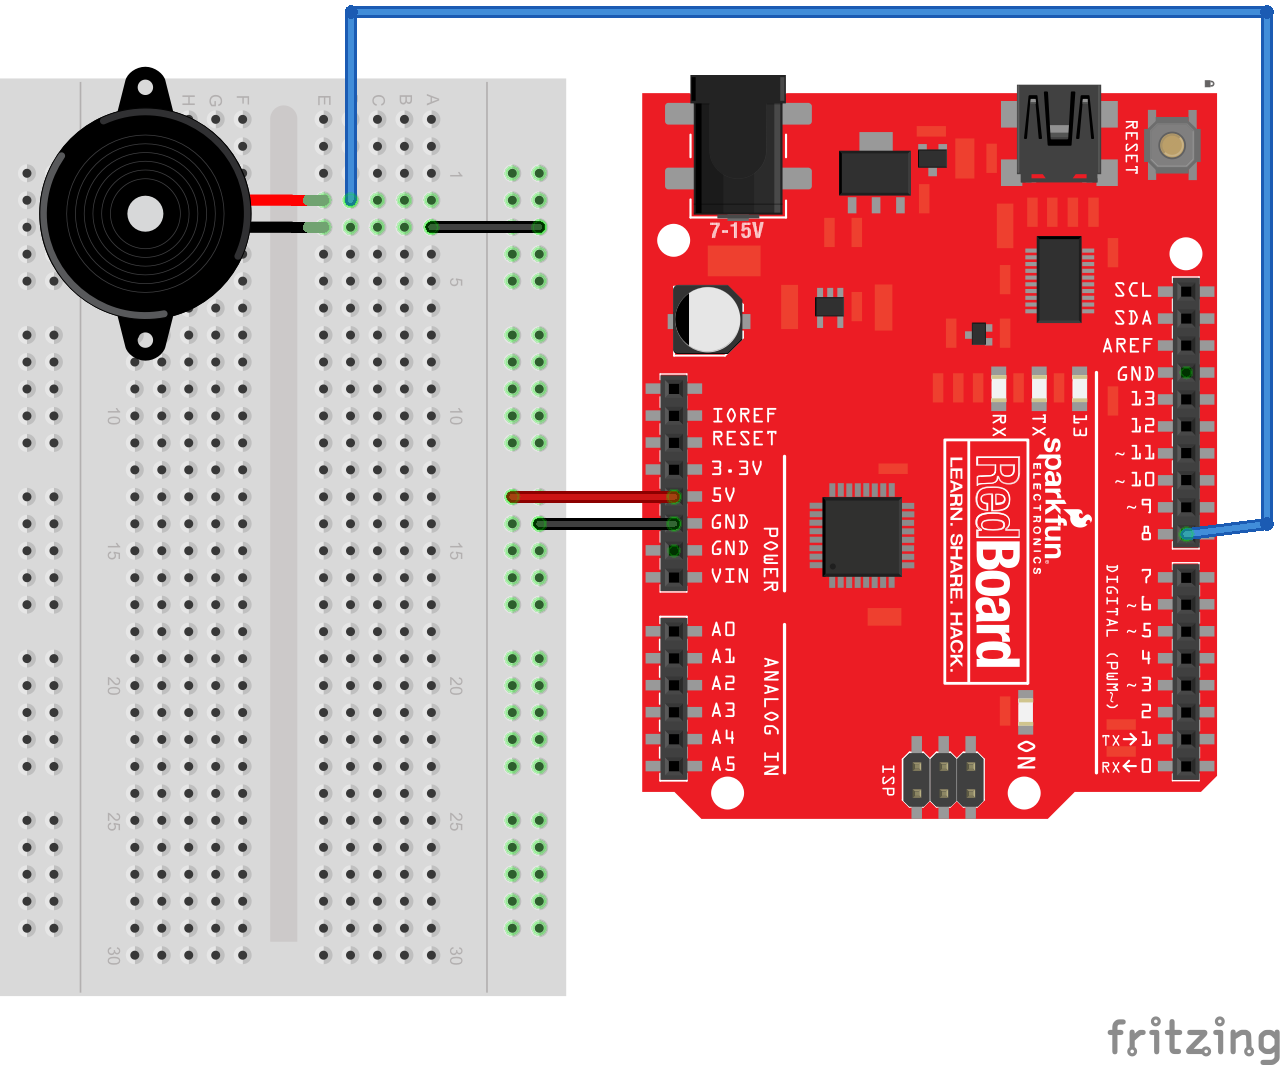 H G F E C B A
1
5
10 10
15 15
20 20
25 25
30 30
7-15V
RESET
SCL
SDA
AREF
GND
13
12
~11
~10
~9
8
7
~6
~5
4
~3
2
TX→1
RX←0
DIGITAL (PWM~)
RX
TX
13
IOREF
RESET
3.3V
5V
GND
GND
VIN
POWER
A0
A1
A2
A3
A4
A5
ANALOG IN
sparkfun
ELECTRONICS
RedBoard
LEARN. SHARE. HACK.
ON
ISP
fritzing